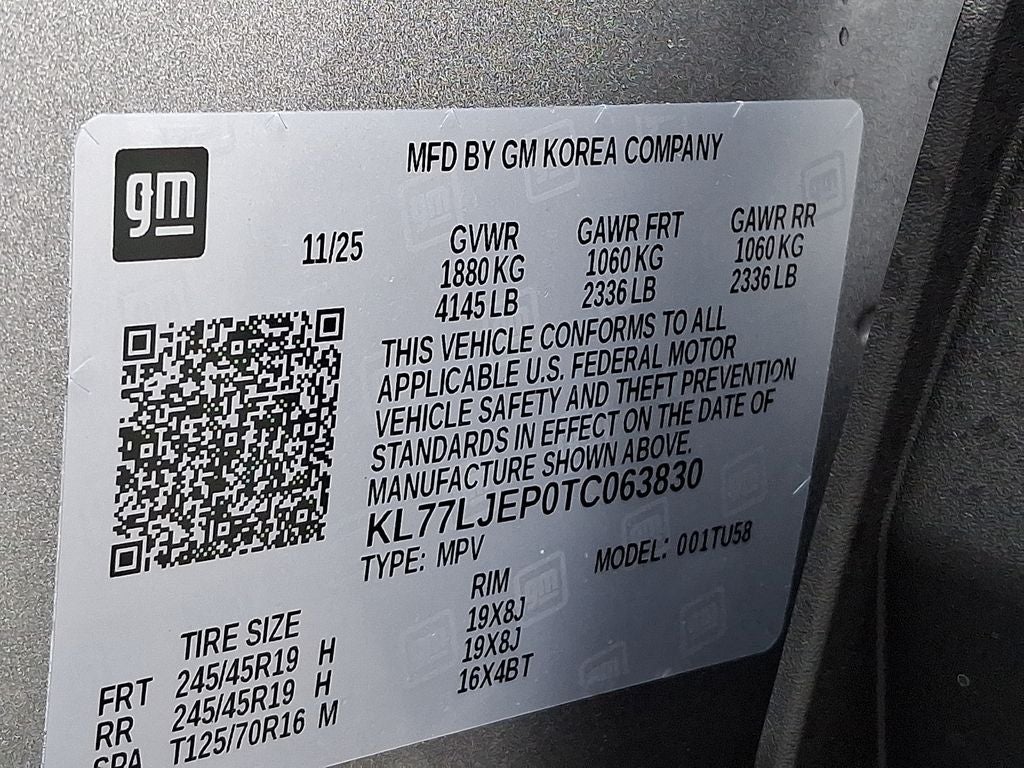 gm
MFD BY GM KOREA COMPANY
11/25
GVWR
1880 KG
4145 LB
GAWR FRT
1060 KG
2336 LB
GAWR RR
1060 KG
2336 LB
THIS VEHICLE CONFORMS TO ALL
APPLICABLE U.S. FEDERAL MOTOR
VEHICLE SAFETY AND THEFT PREVENTION
STANDARDS IN EFFECT ON THE DATE OF
MANUFACTURE SHOWN ABOVE.
KL77LJEP0TC063830
TYPE: MPV
MODEL: 001TU58
TIRE SIZE
RIM
FRT 245/45R19 H 19X8J
RR 245/45R19 H 19X8J
SPA T125/70R16 M 16X4BT